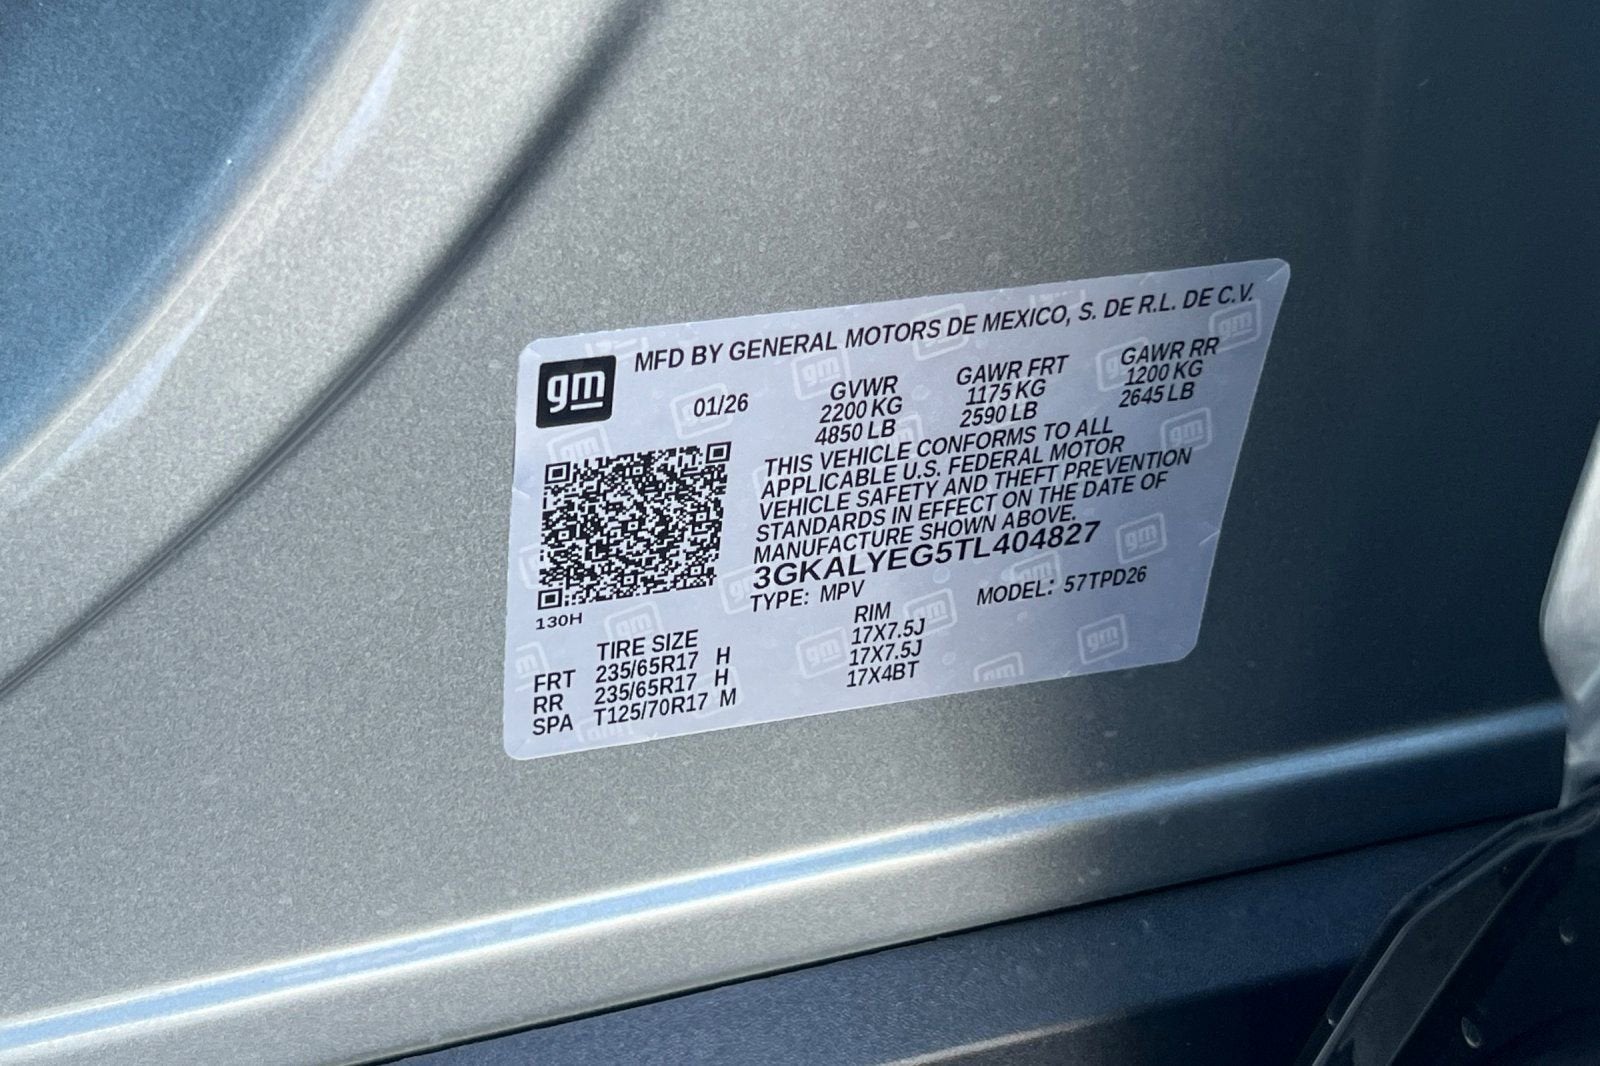 gm
MFD BY GENERAL MOTORS DE MEXICO, S. DE R.L. DE C.V.
01/26
GVWR GAWR FRT GAWR RR
2200 KG 1175 KG 1200 KG
4850 LB 2590 LB 2645 LB
THIS VEHICLE CONFORMS TO ALL
APPLICABLE U.S. FEDERAL MOTOR
VEHICLE SAFETY AND THEFT PREVENTION
STANDARDS IN EFFECT ON THE DATE OF
MANUFACTURE SHOWN ABOVE.
3GKALYEG5TL404827
TYPE: MPV MODEL: 57TPD26
130H
TIRE SIZE RIM
FRT 235/65R17 H 17X7.5J
RR 235/65R17 H 17X7.5J
SPA T125/70R17 M 17X4BT